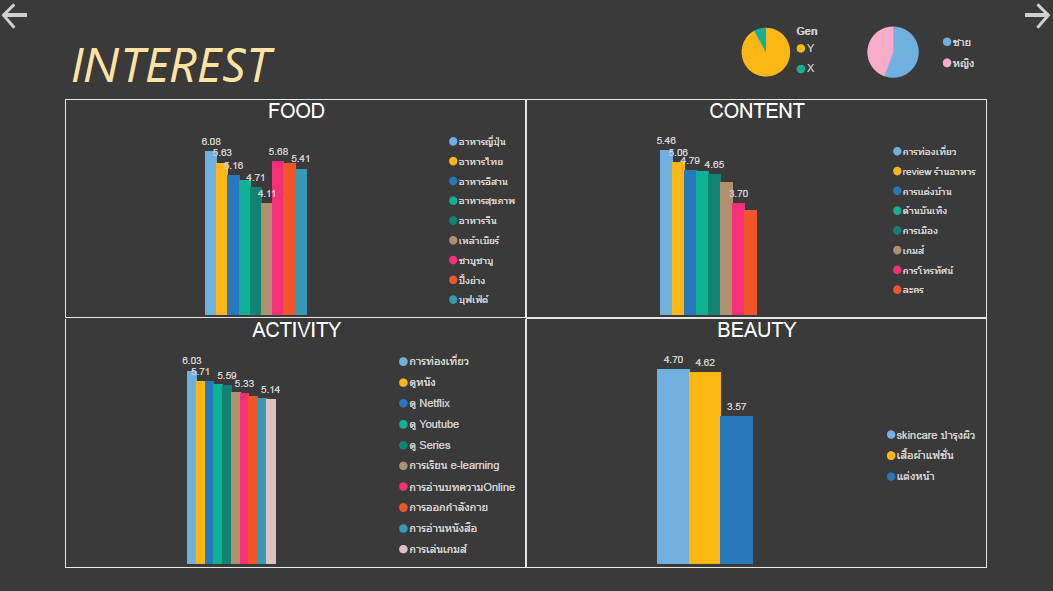 INTEREST
Gen
Y
X
ชาย
หญิง
FOOD
6.08
5.63
5.16
4.71
4.11
5.68
5.41
อาหารญี่ปุ่น
อาหารไทย
อาหารอีสาน
อาหารสุขภาพ
อาหารจีน
เหล้าเบียร์
ชาบูชาบู
ปิ้งย่าง
บุฟเฟ่ต์
CONTENT
5.46
5.06
4.79
4.65
3.70
การท่องเที่ยว
review ร้านอาหาร
การแต่งบ้าน
ด้านบันเทิง
การเมือง
เกมส์
การโทรทัศน์
ละคร
ACTIVITY
6.03
5.71
5.59
5.33
5.14
การท่องเที่ยว
ดูหนัง
ดู Netflix
ดู Youtube
ดู Series
การเรียน e-learning
การอ่านบทความOnline
การออกกำลังกาย
การอ่านหนังสือ
การเล่นเกมส์
BEAUTY
4.70
4.62
3.57
skincare บำรุงผิว
เสื้อผ้าแฟชั่น
แต่งหน้า